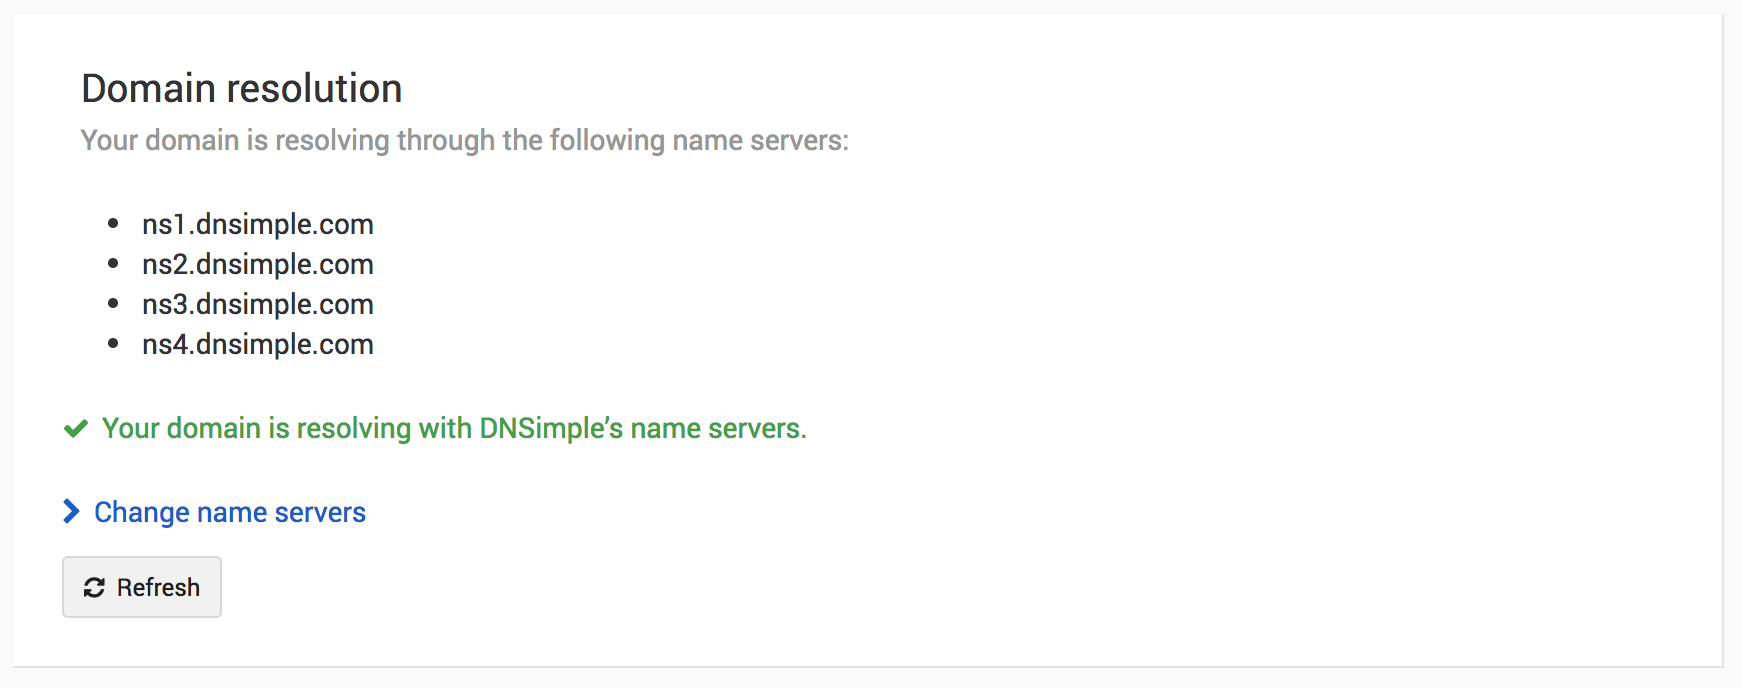 Domain resolution
Your domain is resolving through the following name servers:
ns1.dnsimple.com
ns2.dnsimple.com
ns3.dnsimple.com
ns4.dnsimple.com
Your domain is resolving with DNSimple’s name servers.
Change name servers
Refresh